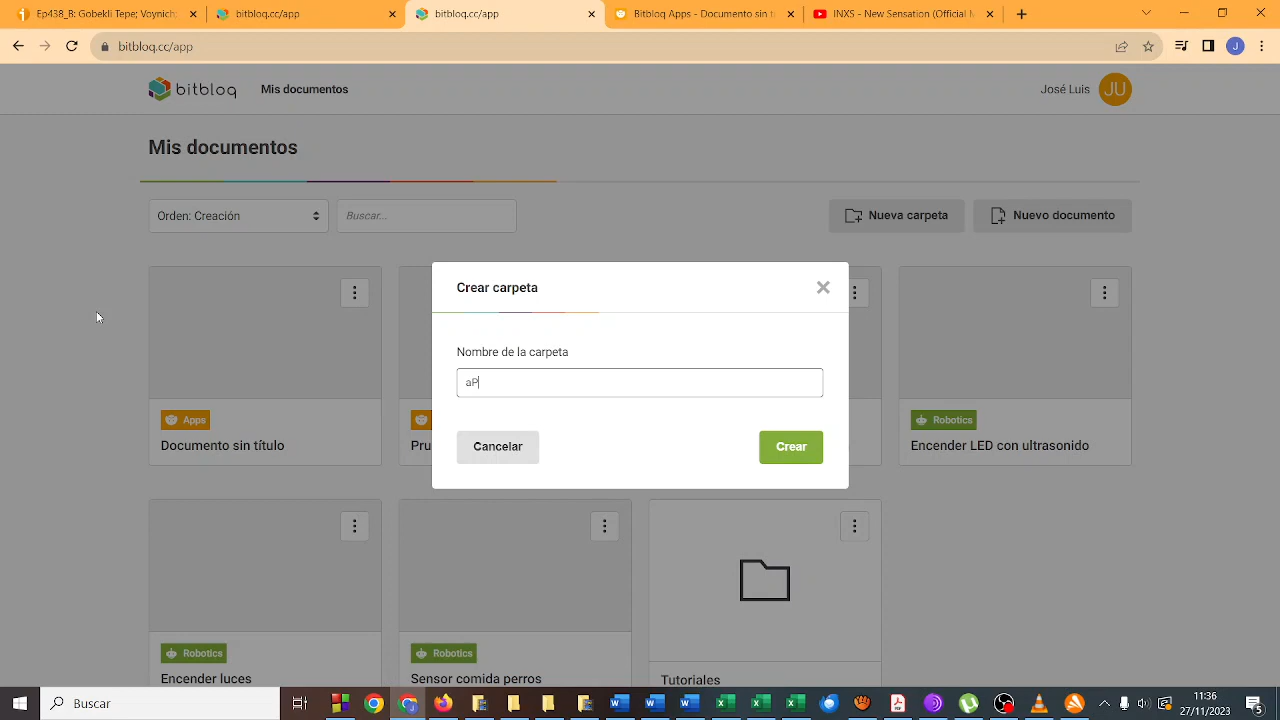 Ep438_B: Gobekli Tepe; Voynich:
bitbloq.cc/app
bitbloq.cc/app
Bitbloq Apps - Documento sin t
INXS - New Sensation (Official M
bitbloq.cc/app
J
bitbloq
Mis documentos
José Luis
JU
Mis documentos
Orden: Creación
Buscar...
Nueva carpeta
Nuevo documento
Crear carpeta
Nombre de la carpeta
aP
Cancelar
Crear
Apps
Documento sin título
Pru
Robotics
Encender LED con ultrasonido
Robotics
Encender luces
Robotics
Sensor comida perros
Tutoriales
Buscar
11:36
27/11/2023